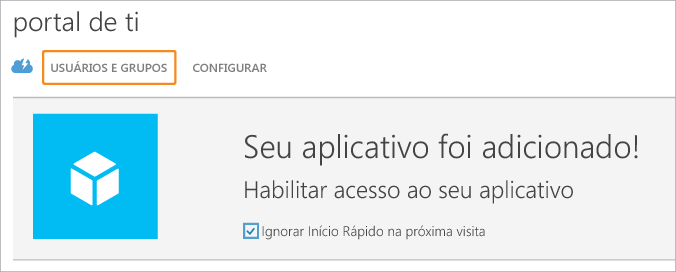 portal de ti
USUÁRIOS E GRUPOS CONFIGURAR
Seu aplicativo foi adicionado!
Habilitar acesso ao seu aplicativo
Ignorar Início Rápido na próxima visita